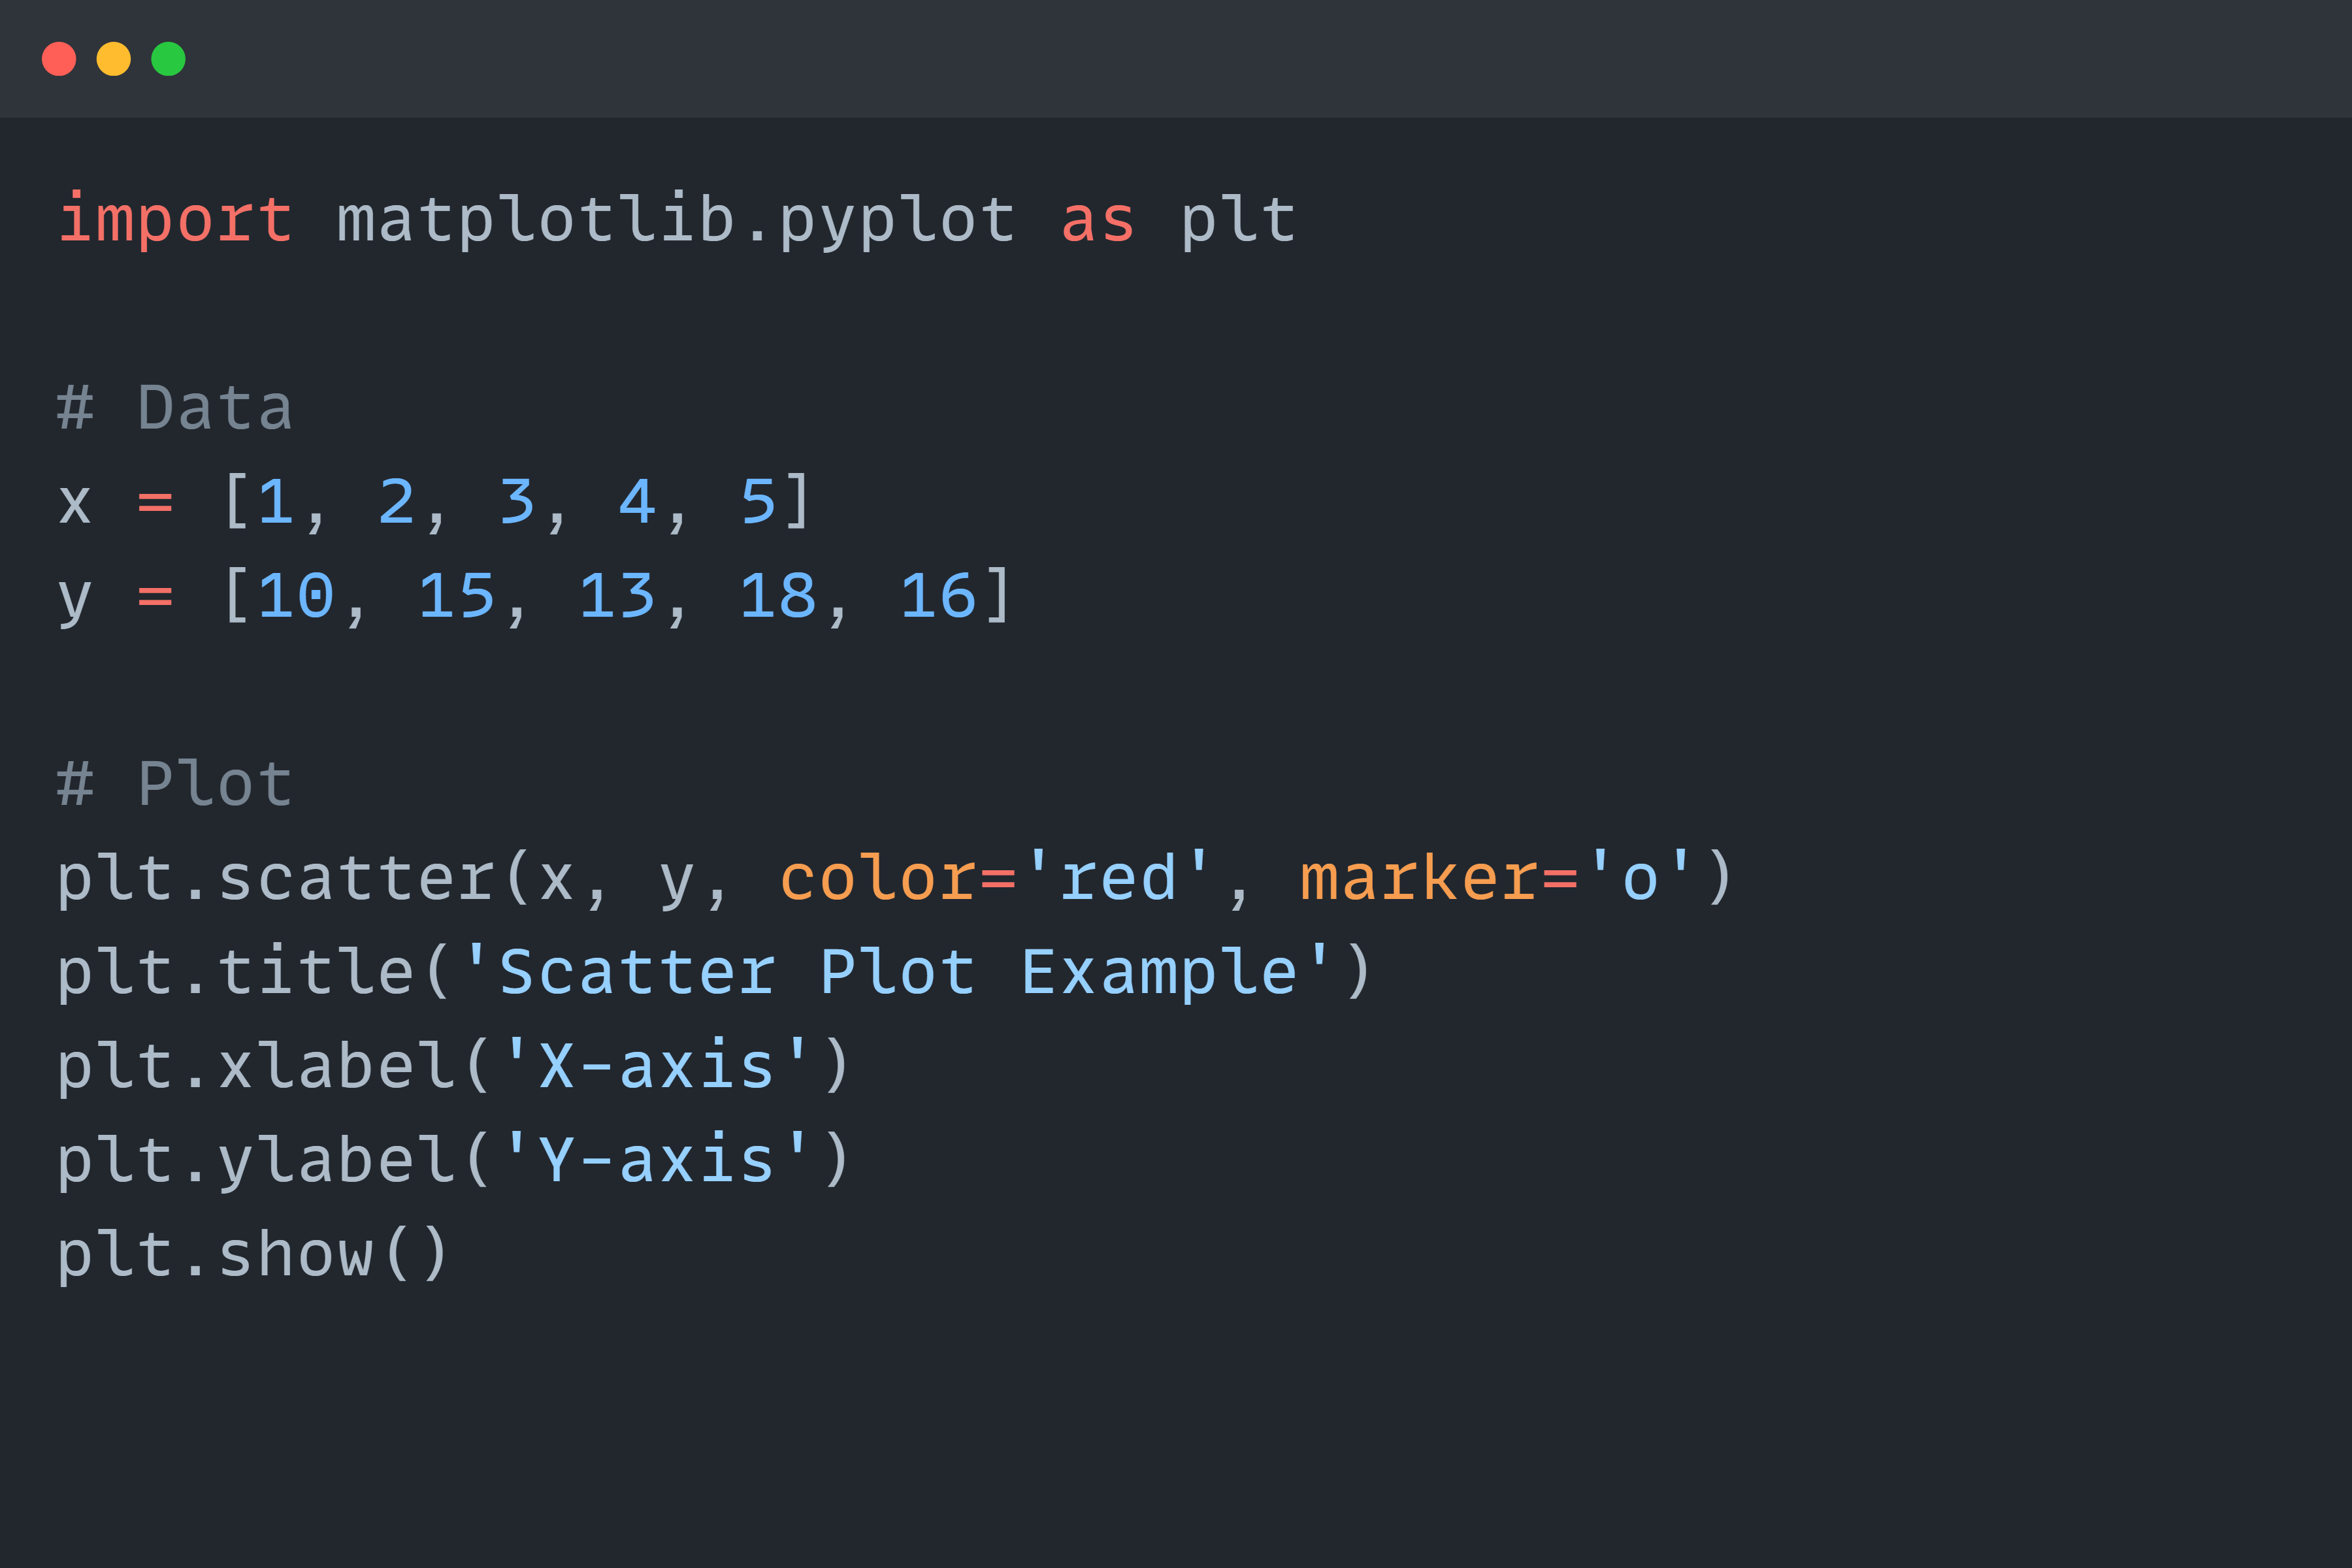 import matplotlib.pyplot as plt
# Data
x = [1, 2, 3, 4, 5]
y = [10, 15, 13, 18, 16]
# Plot
plt.scatter(x, y, color='red', marker='o')
plt.title('Scatter Plot Example')
plt.xlabel('X-axis')
plt.ylabel('Y-axis')
plt.show()